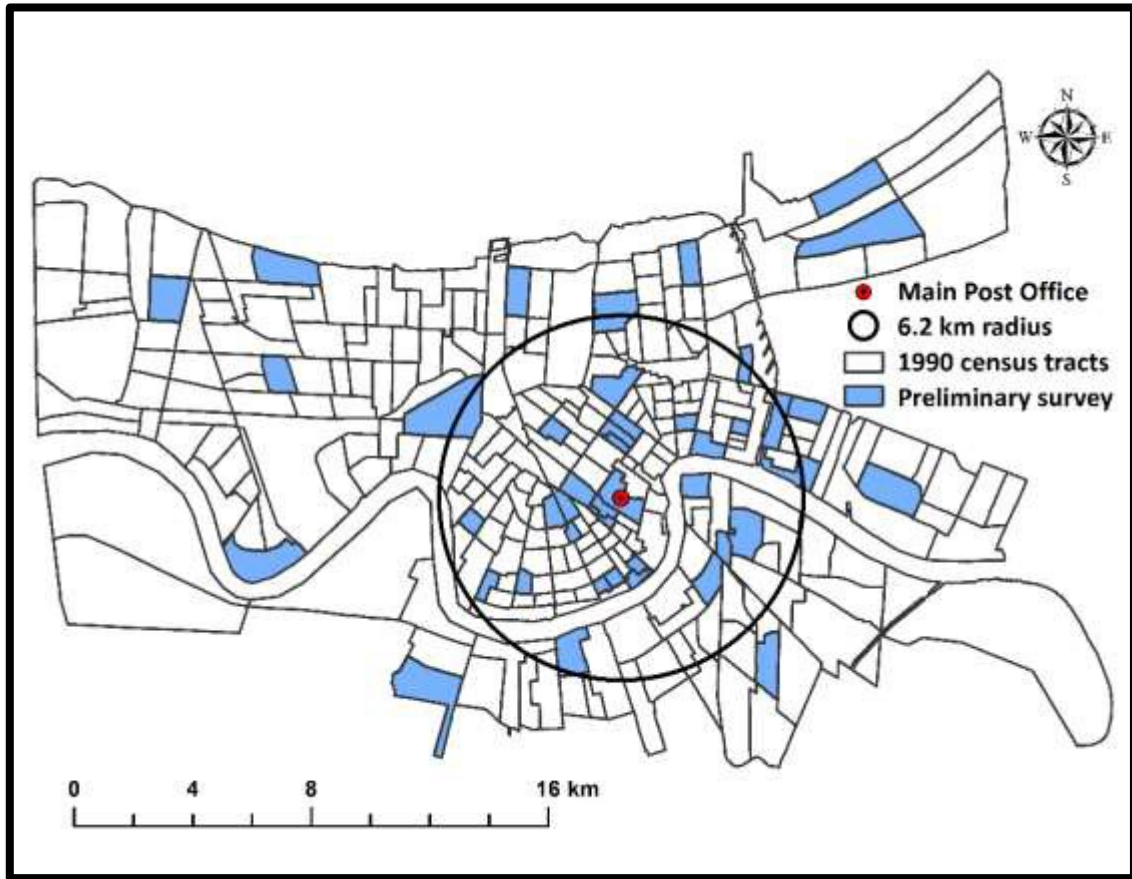 N
W E
S
Main Post Office
6.2 km radius
1990 census tracts
Preliminary survey
0 4 8 16 km